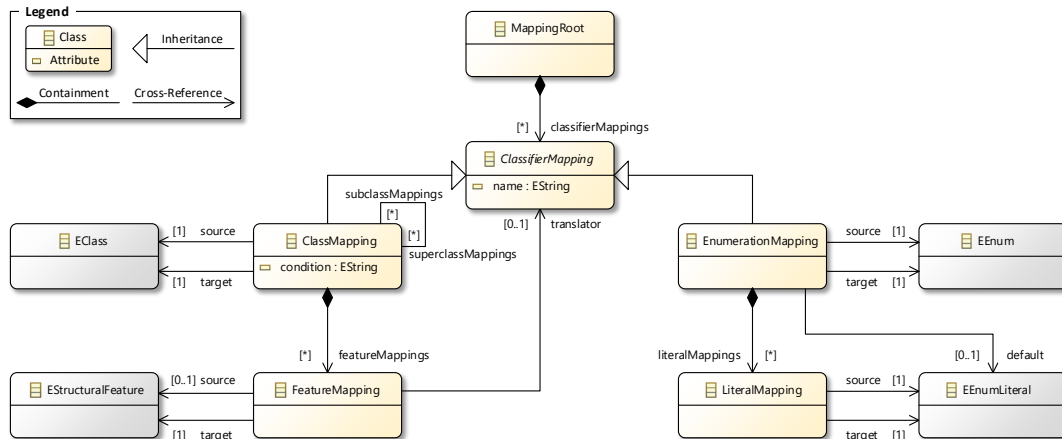 Legend
Class
Attribute
Inheritance
Containment
Cross-Reference
MappingRoot
[*] classifierMappings
ClassifierMapping
name : EString
subclassMappings
[*]
[*]
superclassMappings
[0..1] translator
EClass
[1] source
[1] target
ClassMapping
condition : EString
EnumerationMapping
source [1]
target [1]
EEnum
[*] featureMappings
literalMappings [*]
[0..1] default
EStructuralFeature
[0..1] source
[1] target
FeatureMapping
LiteralMapping
source [1]
target [1]
EEnumLiteral